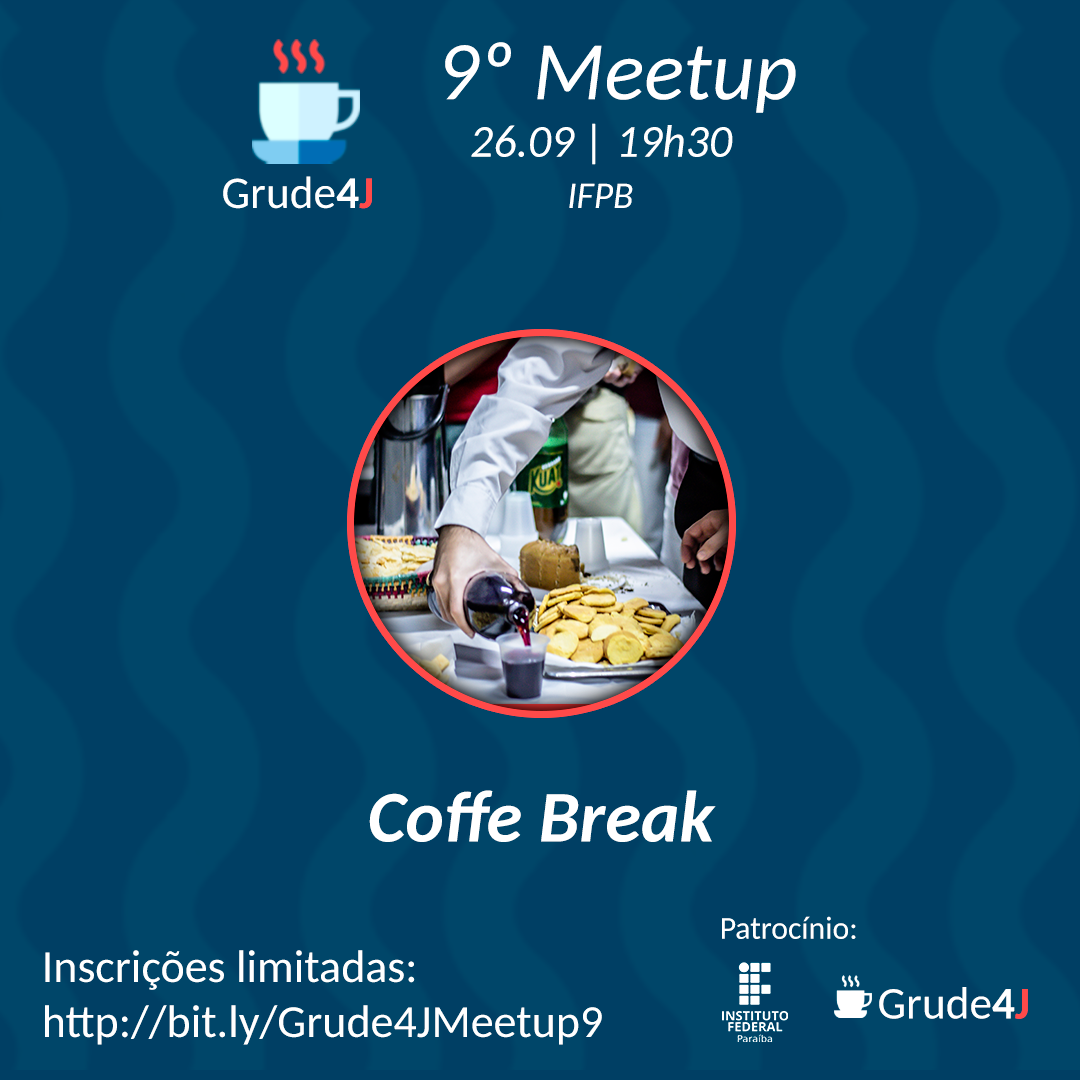 9º Meetup
26.09 | 19h30
IFPB
Grude4J
KUAT
Coffe Break
Inscrições limitadas:
http://bit.ly/Grude4JMeetup9
Patrocínio:
INSTITUTO
FEDERAL
Paraíba
Grude4J